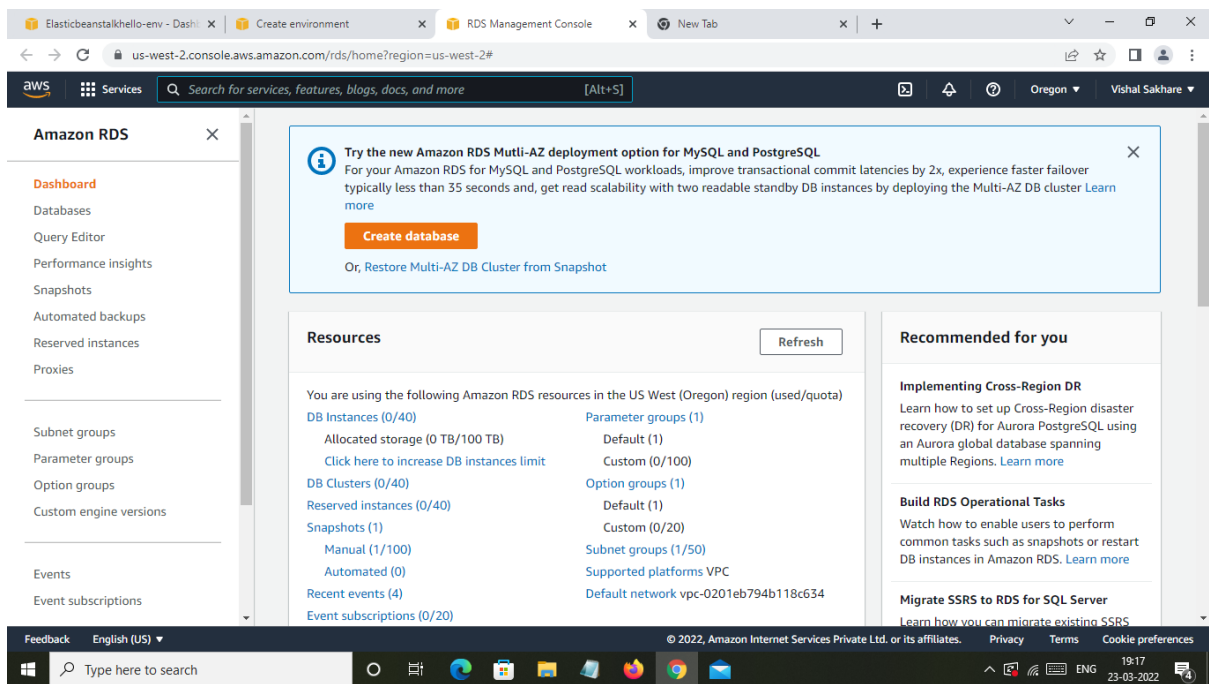 Elasticbeanstalkhello-env - Dashb
Create environment
RDS Management Console
New Tab
us-west-2.console.aws.amazon.com/rds/home?region=us-west-2#
aws
Services
Search for services, features, blogs, docs, and more
[Alt+S]
Oregon ▼
Vishal Sakhare ▼
Amazon RDS
Dashboard
Databases
Query Editor
Performance insights
Snapshots
Automated backups
Reserved instances
Proxies
Subnet groups
Parameter groups
Option groups
Custom engine versions
Events
Event subscriptions
Try the new Amazon RDS Mutli-AZ deployment option for MySQL and PostgreSQL
For your Amazon RDS for MySQL and PostgreSQL workloads, improve transactional commit latencies by 2x, experience faster failover
typically less than 35 seconds and, get read scalability with two readable standby DB instances by deploying the Multi-AZ DB cluster Learn
more
Create database
Or, Restore Multi-AZ DB Cluster from Snapshot
Resources
Refresh
You are using the following Amazon RDS resources in the US West (Oregon) region (used/quota)
DB Instances (0/40)
Allocated storage (0 TB/100 TB)
Click here to increase DB instances limit
DB Clusters (0/40)
Reserved instances (0/40)
Snapshots (1)
Manual (1/100)
Automated (0)
Recent events (4)
Event subscriptions (0/20)
Parameter groups (1)
Default (1)
Custom (0/100)
Option groups (1)
Default (1)
Custom (0/20)
Subnet groups (1/50)
Supported platforms VPC
Default network vpc-0201eb794b118c634
Recommended for you
Implementing Cross-Region DR
Learn how to set up Cross-Region disaster
recovery (DR) for Aurora PostgreSQL using
an Aurora global database spanning
multiple Regions. Learn more
Build RDS Operational Tasks
Watch how to enable users to perform
common tasks such as snapshots or restart
DB instances in Amazon RDS. Learn more
Migrate SSRS to RDS for SQL Server
Learn how you can migrate existing SSRS
Feedback
English (US) ▼
© 2022, Amazon Internet Services Private Ltd. or its affiliates.
Privacy
Terms
Cookie preferences
Type here to search
ENG
19:17
23-03-2022
4